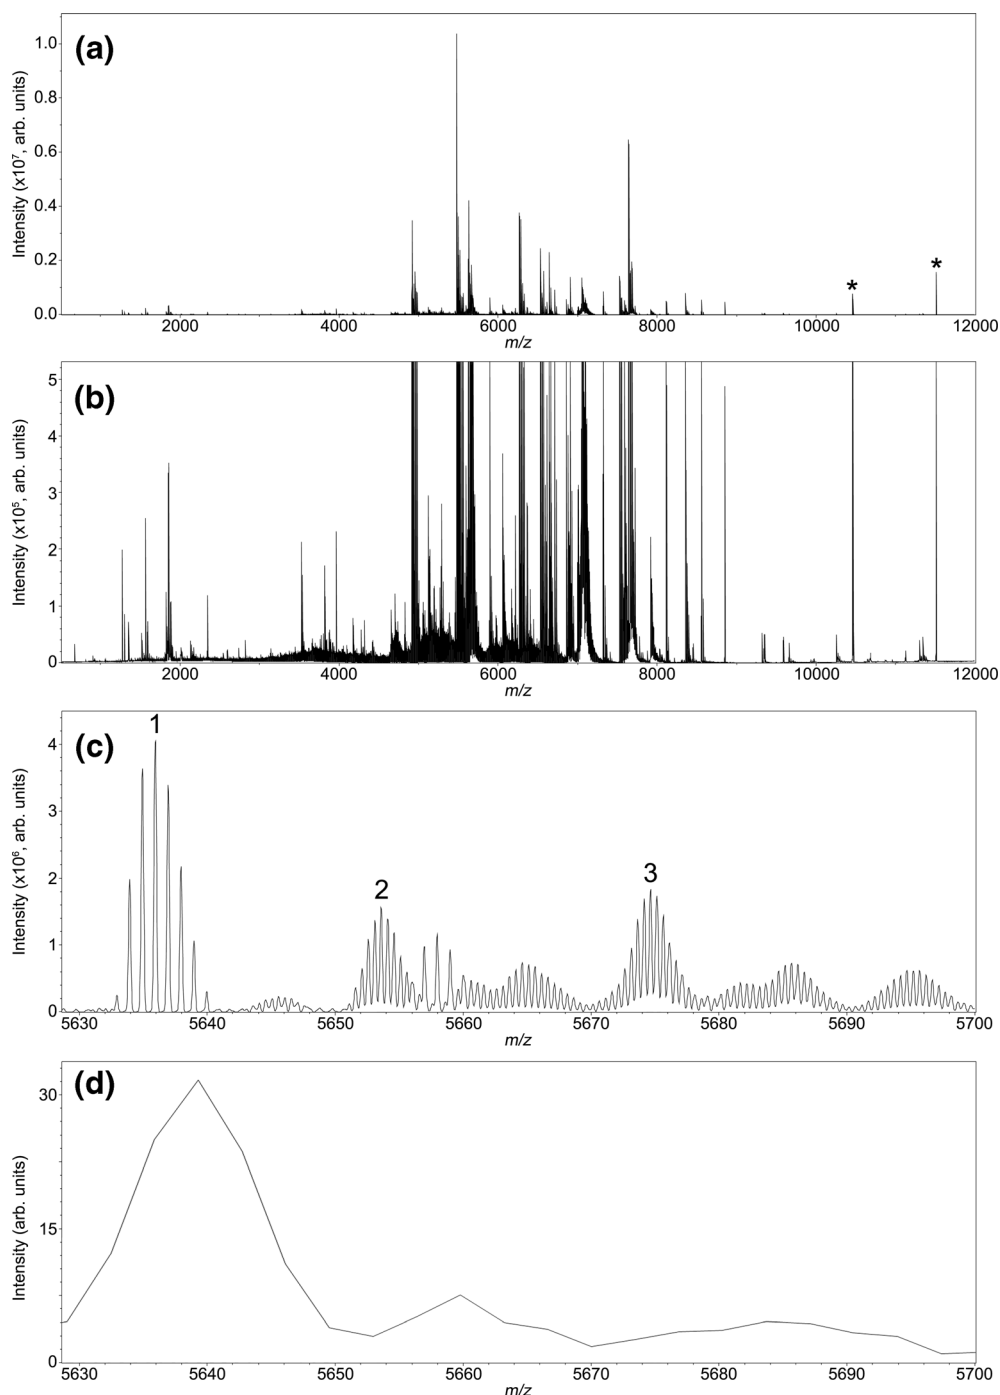 (a)
Intensity (x10⁷, arb. units)
1.0
0.8
0.6
0.4
0.2
0.0
* *
2000 4000 6000 8000 10000 12000
m/z
(b)
Intensity (x10⁵, arb. units)
5
4
3
2
1
0
2000 4000 6000 8000 10000 12000
m/z
(c)
Intensity (x10⁶, arb. units)
1
2
3
4
3
2
1
0
5630 5640 5650 5660 5670 5680 5690 5700
m/z
(d)
Intensity (arb. units)
30
15
0
5630 5640 5650 5660 5670 5680 5690 5700
m/z